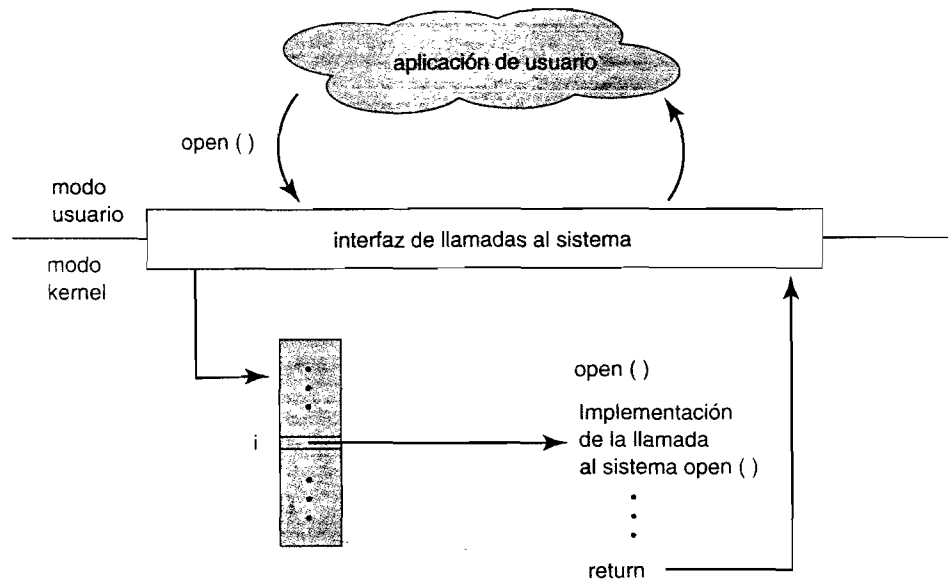 aplicación de usuario
open ( )
modo
usuario
interfaz de llamadas al sistema
modo
kernel
open ( )
Implementación
de la llamada
al sistema open ( )
i
return